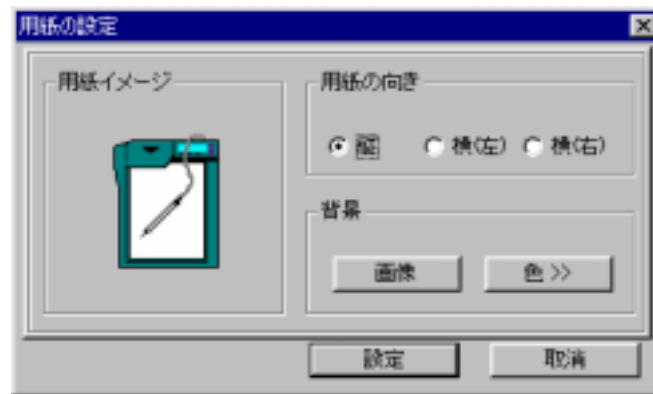 用紙の設定
用紙イメージ
用紙の向き
縦 横(左) 横(右)
背景
画像 色>>
設定 取消